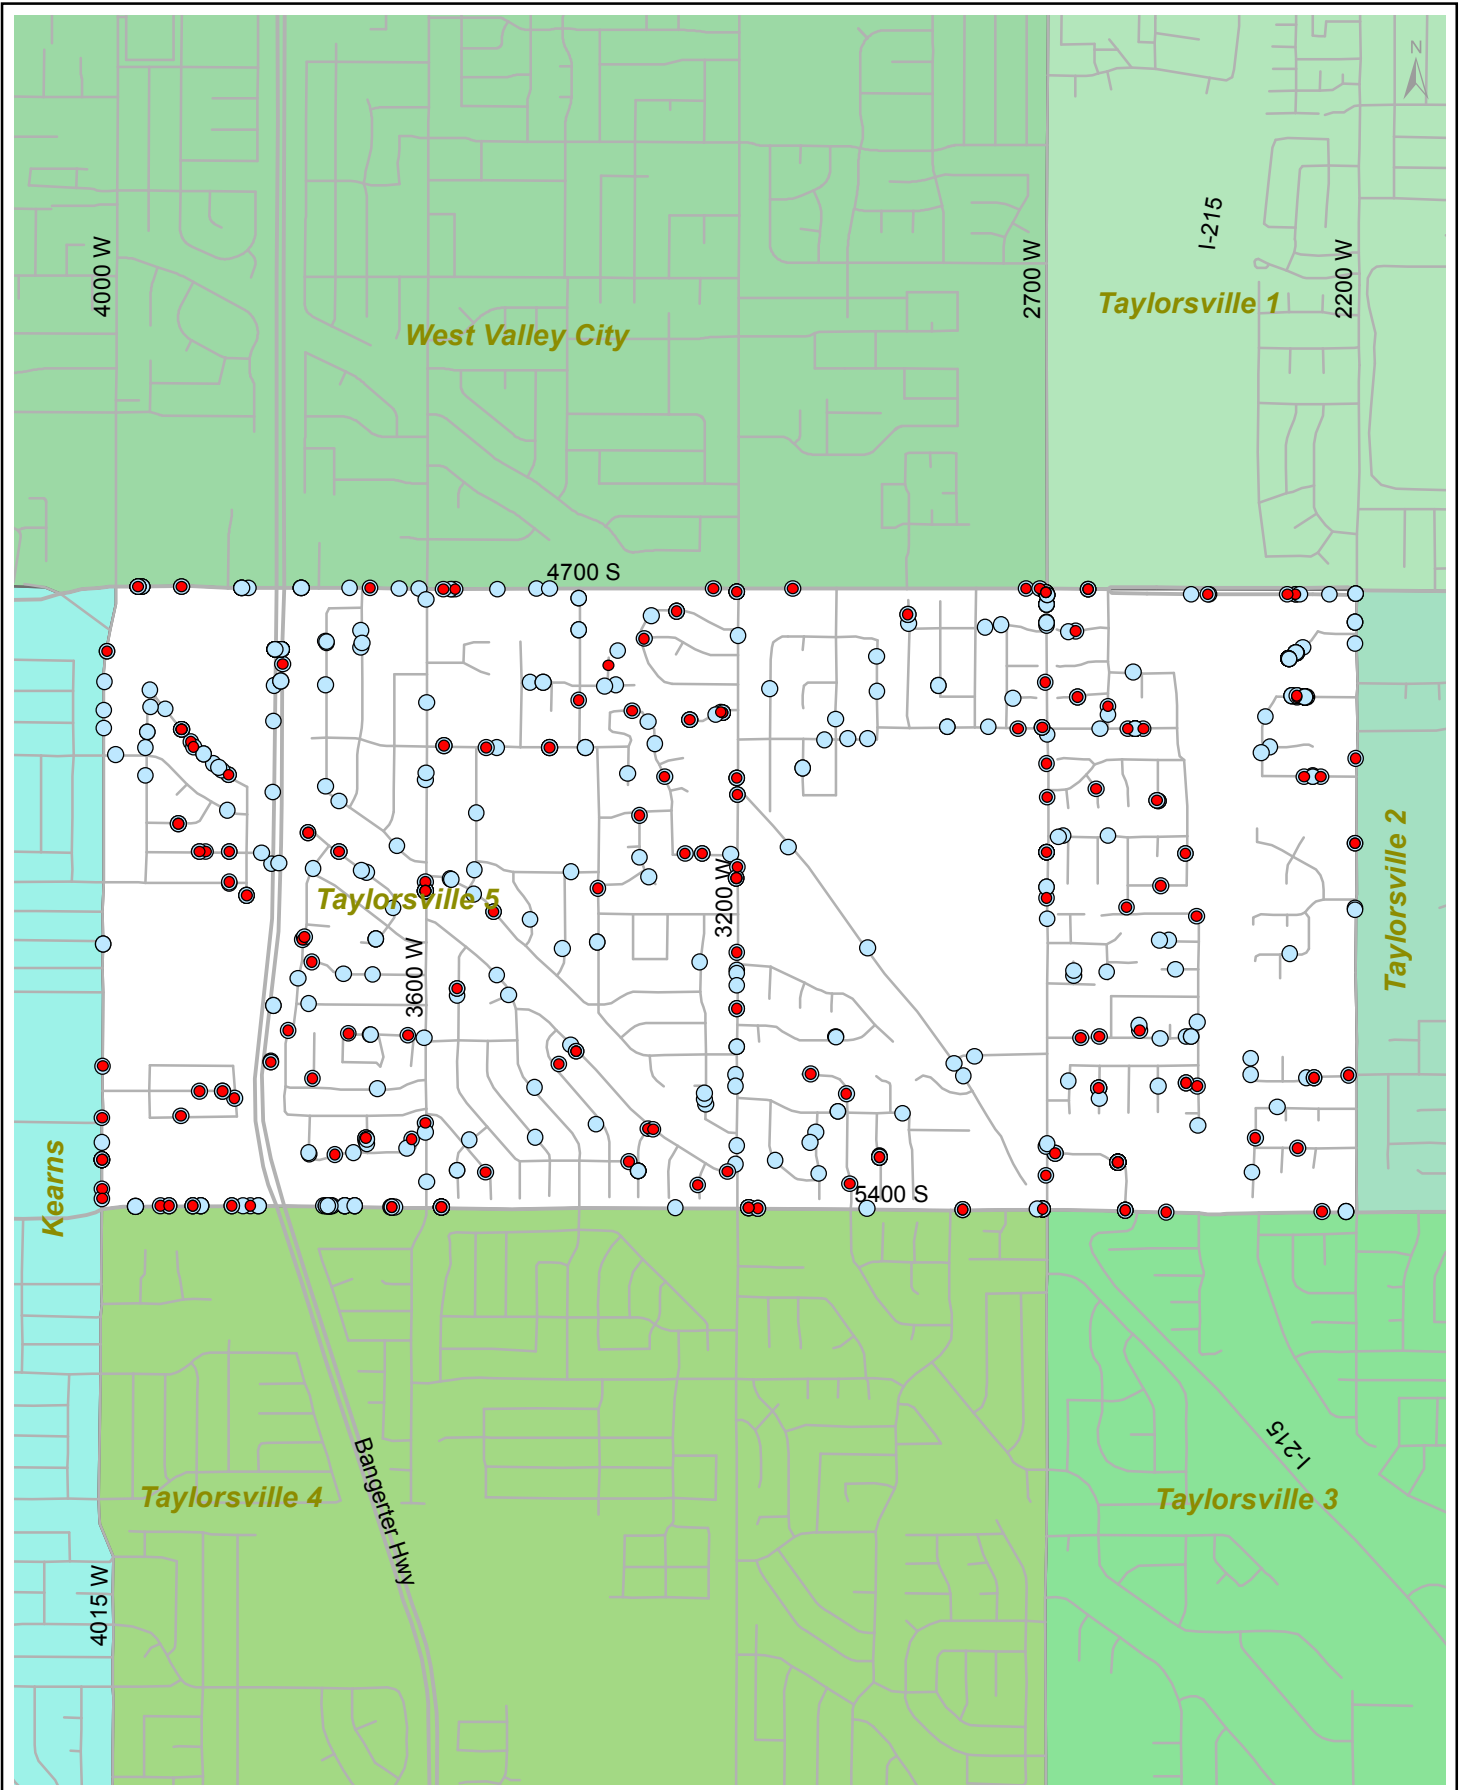 N
I-215
4000 W
2700 W
2200 W
Taylorsville 1
West Valley City
4700 S
Taylorsville 2
3200 W
Taylorsville 5
3600 W
Kearns
5400 S
I-215
Bangerter Hwy
Taylorsville 4
Taylorsville 3
4015 W